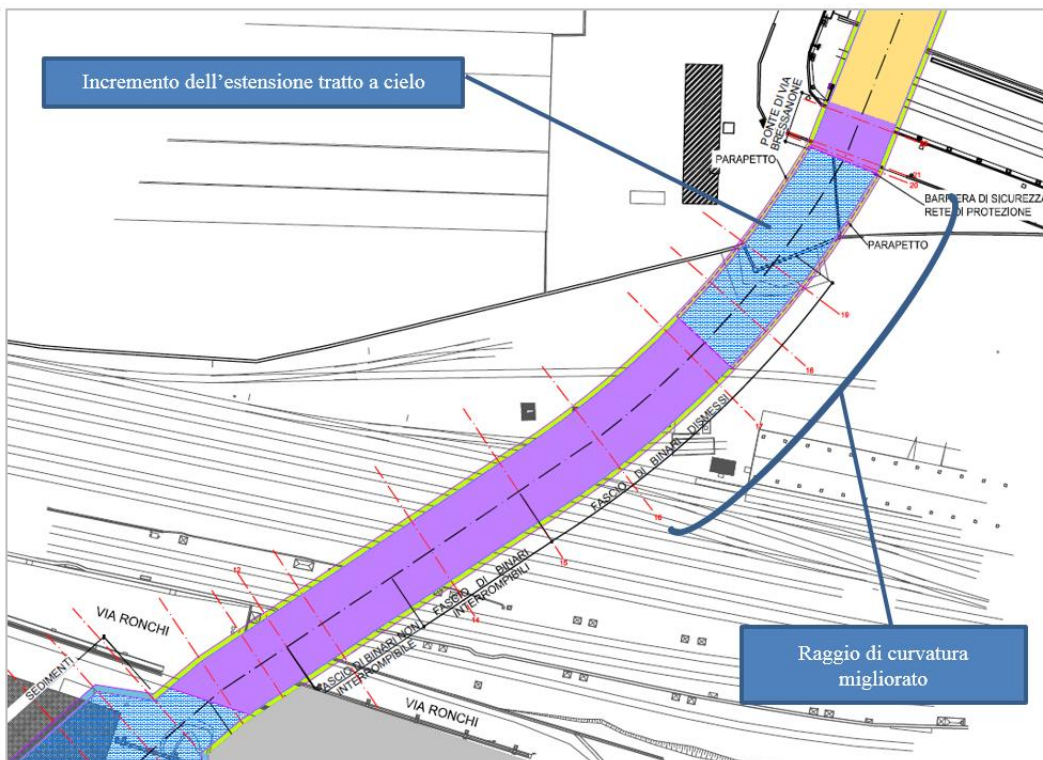 Incremento dell'estensione tratto a cielo
PONTE DI VIA
BRESSANONE
PARAPETTO
21
20
BARRIERA DI SICUREZZA
RETE DI PROTEZIONE
PARAPETTO
19
18
17
FASCIO DI BINARI DISMESSI
16
15
FASCIO DI BINARI
INTERROMPIBILI
14
12
FASCIO DI BINARI NON
INTERROMPIBILE
VIA RONCHI
SEDIMENTI
VIA RONCHI
Raggio di curvatura
migliorato